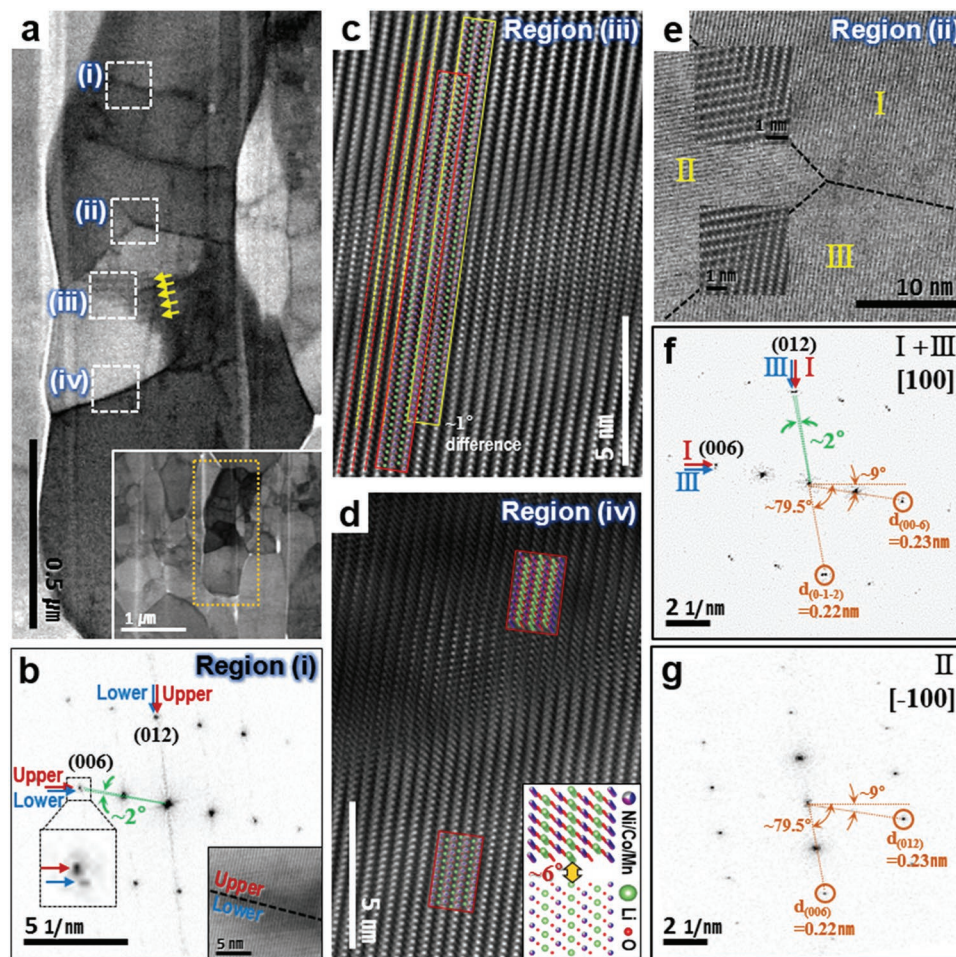 a
(i)
(ii)
(iii)
(iv)
0.5 μm
1 μm
b
Region (i)
Lower
Upper
(012)
(006)
Upper
Lower
~2°
5 1/nm
Upper
Lower
5 nm
c
Region (iii)
~1°
difference
5 nm
d
Region (iv)
5 nm
~6°
Ni/Co/Mn
Li
O
e
Region (ii)
I
1 nm
II
1 nm
III
10 nm
f
I + III
[100]
(012)
III
I
~2°
I
(006)
III
~9°
~79.5°
d(00-6)
=0.23nm
d(0-1-2)
=0.22nm
2 1/nm
g
II
[-100]
~9°
~79.5°
d(012)
=0.23nm
d(006)
=0.22nm
2 1/nm